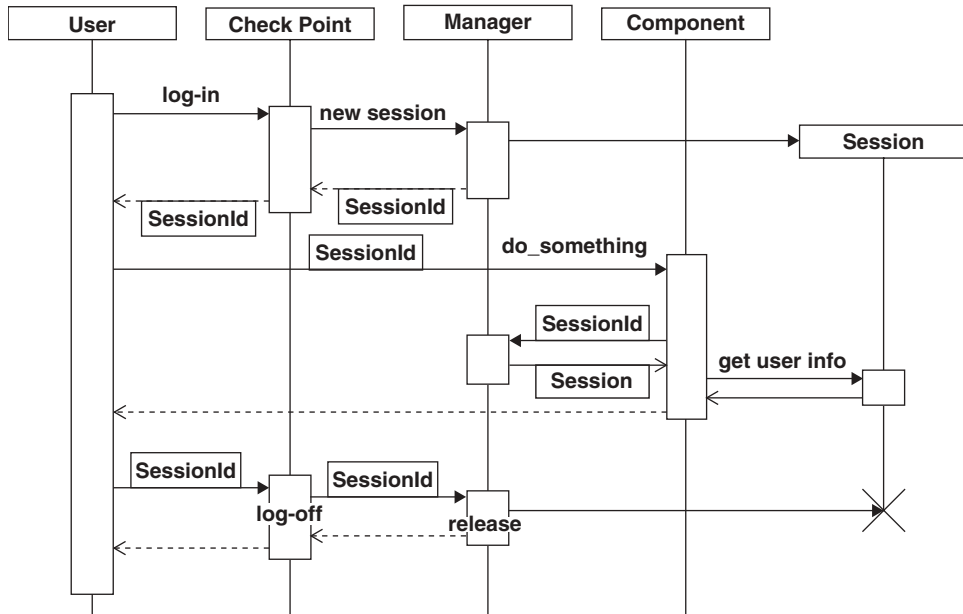 User
Check Point
Manager
Component
log-in
new session
Session
SessionId
SessionId
SessionId
do_something
SessionId
Session
get user info
SessionId
SessionId
log-off
release